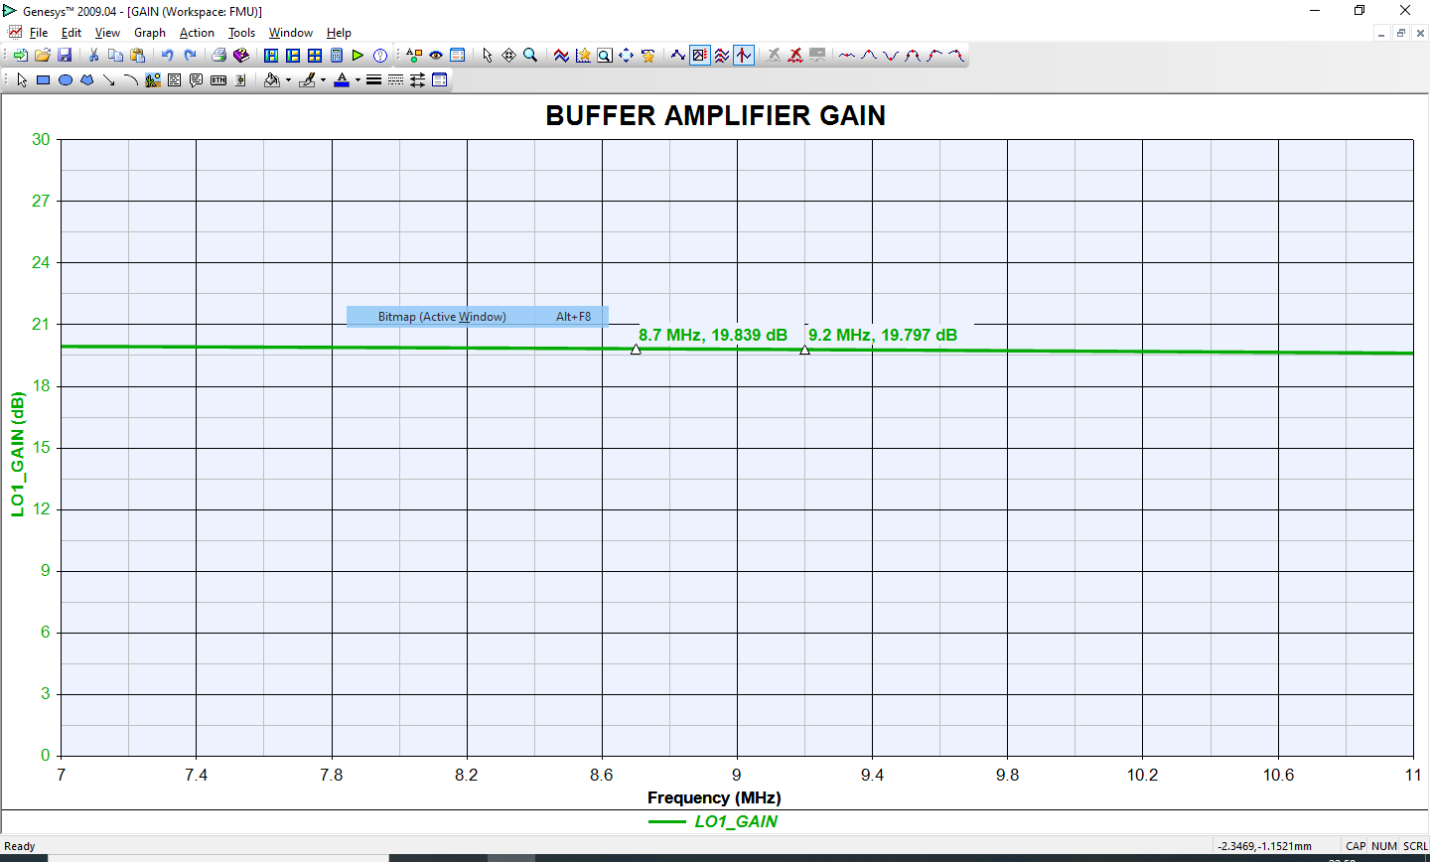 Genesys™ 2009.04 - [GAIN (Workspace: FMU)]
File Edit View Graph Action Tools Window Help
BTN
A
BUFFER AMPLIFIER GAIN
30
27
24
21
18
15
12
9
6
3
0
LO1_GAIN (dB)
Bitmap (Active Window) Alt+F8
8.7 MHz, 19.839 dB 9.2 MHz, 19.797 dB
7 7.4 7.8 8.2 8.6 9 9.4 9.8 10.2 10.6 11
Frequency (MHz)
LO1_GAIN
Ready -2.3469,-1.1521mm CAP NUM SCRL